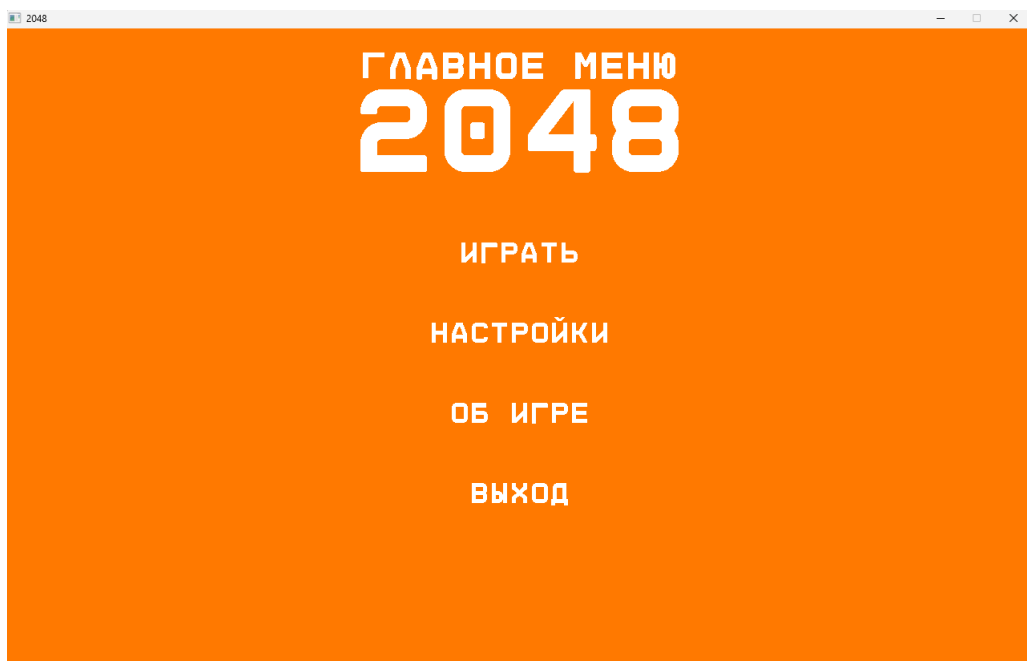 2048
ГЛАВНОЕ МЕНЮ
2048
ИГРАТЬ
НАСТРОЙКИ
ОБ ИГРЕ
ВЫХОД